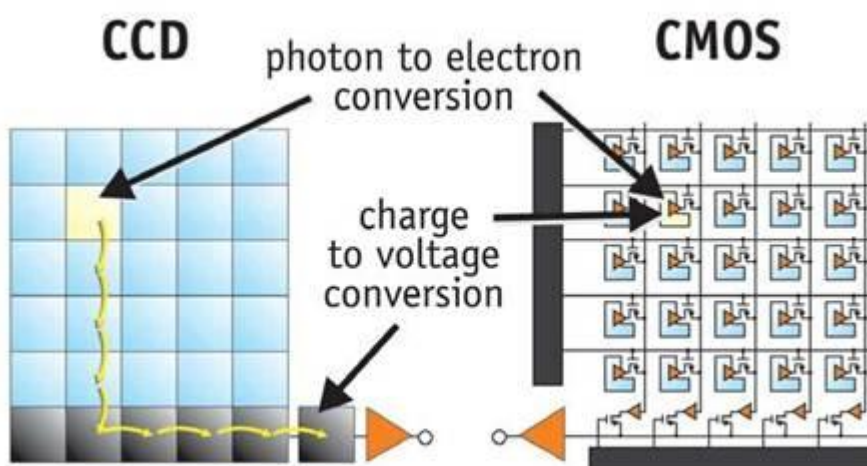 CCD
CMOS
photon to electron
conversion
charge
to voltage
conversion